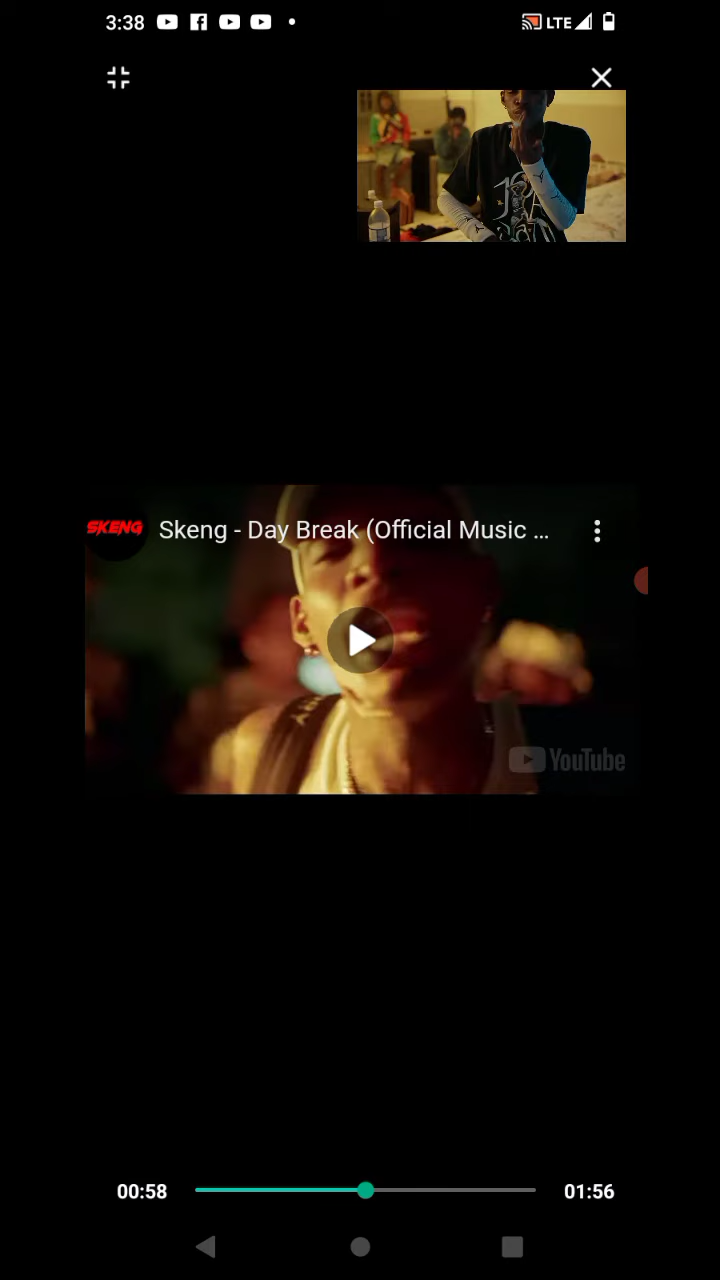 3:38
LTE
SKENG
Skeng - Day Break (Official Music ...
YouTube
00:58
01:56